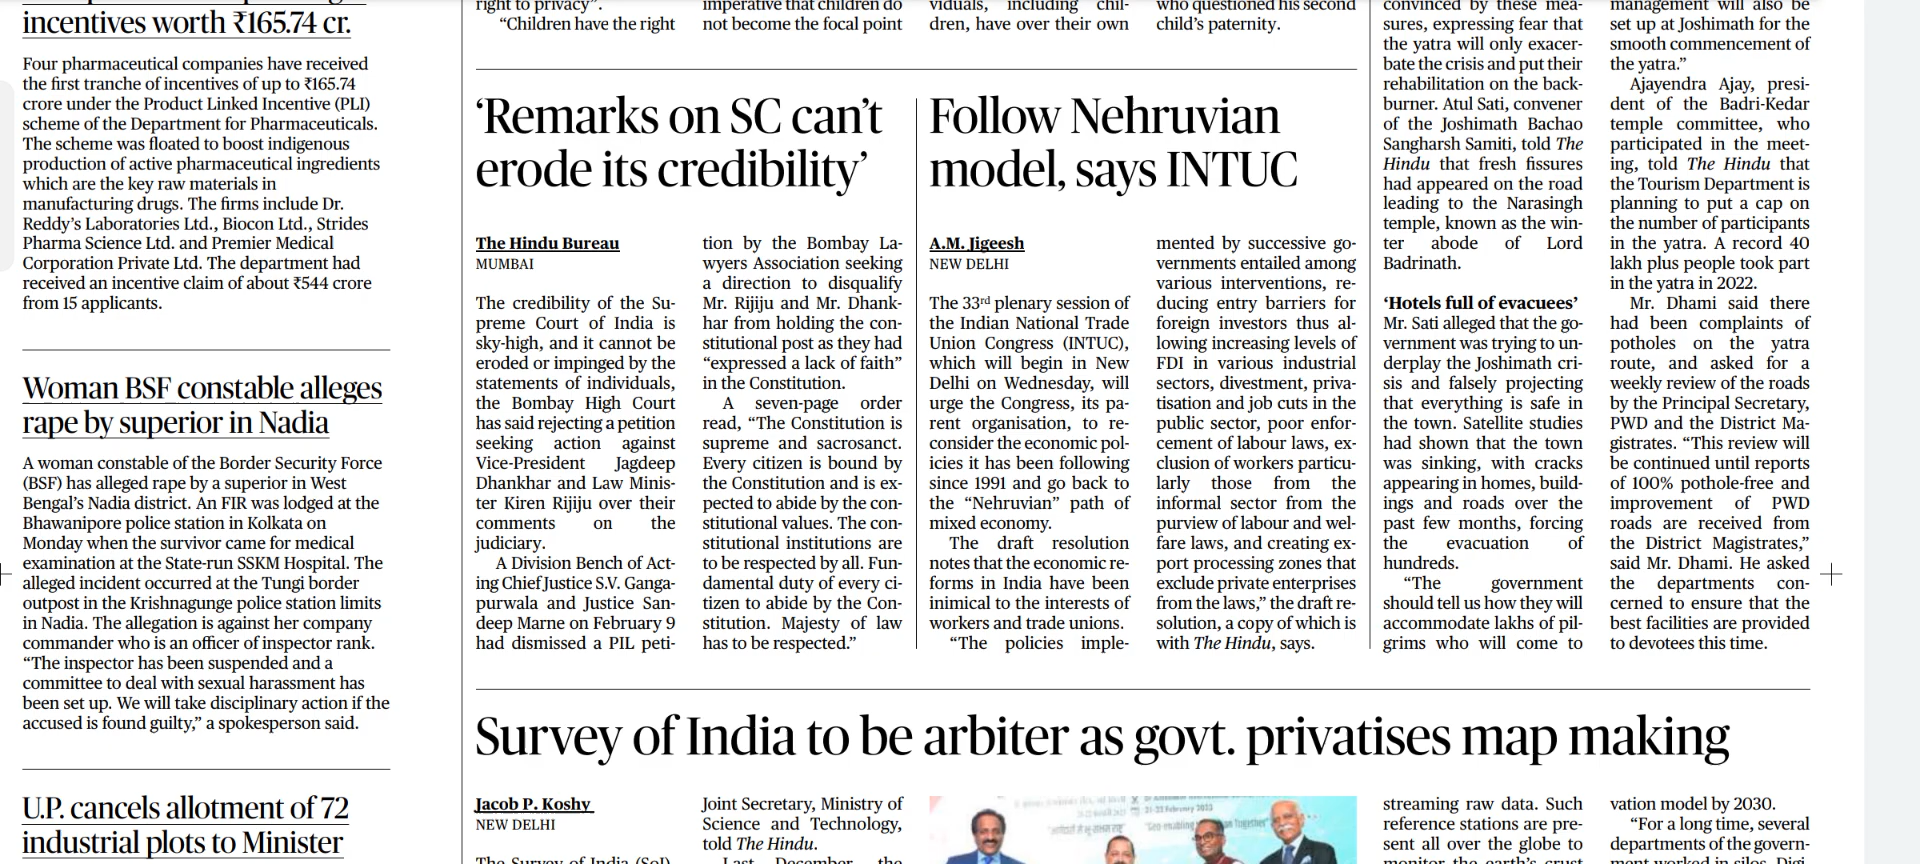 incentives worth ₹165.74 cr.
Four pharmaceutical companies have received
the first tranche of incentives of up to ₹165.74
crore under the Product Linked Incentive (PLI)
scheme of the Department for Pharmaceuticals.
The scheme was floated to boost indigenous
production of active pharmaceutical ingredients
which are the key raw materials in
manufacturing drugs. The firms include Dr.
Reddy’s Laboratories Ltd., Biocon Ltd., Strides
Pharma Science Ltd. and Premier Medical
Corporation Private Ltd. The department had
received an incentive claim of about ₹544 crore
from 15 applicants.
Woman BSF constable alleges
rape by superior in Nadia
A woman constable of the Border Security Force
(BSF) has alleged rape by a superior in West
Bengal’s Nadia district. An FIR was lodged at the
Bhawanipore police station in Kolkata on
Monday when the survivor came for medical
examination at the State-run SSKM Hospital. The
alleged incident occurred at the Tungi border
outpost in the Krishnagunge police station limits
in Nadia. The allegation is against her company
commander who is an officer of inspector rank.
“The inspector has been suspended and a
committee to deal with sexual harassment has
been set up. We will take disciplinary action if the
accused is found guilty,” a spokesperson said.
U.P. cancels allotment of 72
industrial plots to Minister
right to privacy”.
“Children have the right
imperative that children do
not become the focal point
viduals, including chil-
dren, have over their own
who questioned his second
child’s paternity.
‘Remarks on SC can’t
erode its credibility’
The Hindu Bureau
MUMBAI
The credibility of the Su-
preme Court of India is
sky-high, and it cannot be
eroded or impinged by the
statements of individuals,
the Bombay High Court
has said rejecting a petition
seeking action against
Vice-President Jagdeep
Dhankhar and Law Minis-
ter Kiren Rijiju over their
comments on the
judiciary.
A Division Bench of Act-
ing Chief Justice S.V. Ganga-
purwala and Justice San-
deep Marne on February 9
had dismissed a PIL peti-
tion by the Bombay La-
wyers Association seeking
a direction to disqualify
Mr. Rijiju and Mr. Dhank-
har from holding the con-
stitutional post as they had
“expressed a lack of faith”
in the Constitution.
A seven-page order
read, “The Constitution is
supreme and sacrosanct.
Every citizen is bound by
the Constitution and is ex-
pected to abide by the con-
stitutional values. The con-
stitutional institutions are
to be respected by all. Fun-
damental duty of every ci-
tizen to abide by the Con-
stitution. Majesty of law
has to be respected.”
Follow Nehruvian
model, says INTUC
A.M. Jigeesh
NEW DELHI
The 33rd plenary session of
the Indian National Trade
Union Congress (INTUC),
which will begin in New
Delhi on Wednesday, will
urge the Congress, its pa-
rent organisation, to re-
consider the economic pol-
icies it has been following
since 1991 and go back to
the “Nehruvian” path of
mixed economy.
The draft resolution
notes that the economic re-
forms in India have been
inimical to the interests of
workers and trade unions.
“The policies imple-
mented by successive go-
vernments entailed among
various interventions, re-
ducing entry barriers for
foreign investors thus al-
lowing increasing levels of
FDI in various industrial
sectors, divestment, priva-
tisation and job cuts in the
public sector, poor enfor-
cement of labour laws, ex-
clusion of workers particu-
larly those from the
informal sector from the
purview of labour and wel-
fare laws, and creating ex-
port processing zones that
exclude private enterprises
from the laws,” the draft re-
solution, a copy of which is
with The Hindu, says.
convinced by these mea-
sures, expressing fear that
the yatra will only exacer-
bate the crisis and put their
rehabilitation on the back-
burner. Atul Sati, convener
of the Joshimath Bachao
Sangharsh Samiti, told The
Hindu that fresh fissures
had appeared on the road
leading to the Narasingh
temple, known as the win-
ter abode of Lord
Badrinath.
‘Hotels full of evacuees’
Mr. Sati alleged that the go-
vernment was trying to un-
derplay the Joshimath cri-
sis and falsely projecting
that everything is safe in
the town. Satellite studies
had shown that the town
was sinking, with cracks
appearing in homes, build-
ings and roads over the
past few months, forcing
the evacuation of
hundreds.
“The government
should tell us how they will
accommodate lakhs of pil-
grims who will come to
management will also be
set up at Joshimath for the
smooth commencement of
the yatra.”
Ajayendra Ajay, presi-
dent of the Badri-Kedar
temple committee, who
participated in the meet-
ing, told The Hindu that
the Tourism Department is
planning to put a cap on
the number of participants
in the yatra. A record 40
lakh plus people took part
in the yatra in 2022.
Mr. Dhami said there
had been complaints of
potholes on the yatra
route, and asked for a
weekly review of the roads
by the Principal Secretary,
PWD and the District Ma-
gistrates. “This review will
be continued until reports
of 100% pothole-free and
improvement of PWD
roads are received from
the District Magistrates,”
said Mr. Dhami. He asked
the departments con-
cerned to ensure that the
best facilities are provided
to devotees this time.
Survey of India to be arbiter as govt. privatises map making
Jacob P. Koshy
NEW DELHI
The Survey of India (SoI),
Joint Secretary, Ministry of
Science and Technology,
told The Hindu.
Last December, the
21-22 February 2023
streaming raw data. Such
reference stations are pre-
sent all over the globe to
monitor the earth’s crust
vation model by 2030.
“For a long time, several
departments of the govern-
ment worked in silos. Digi-